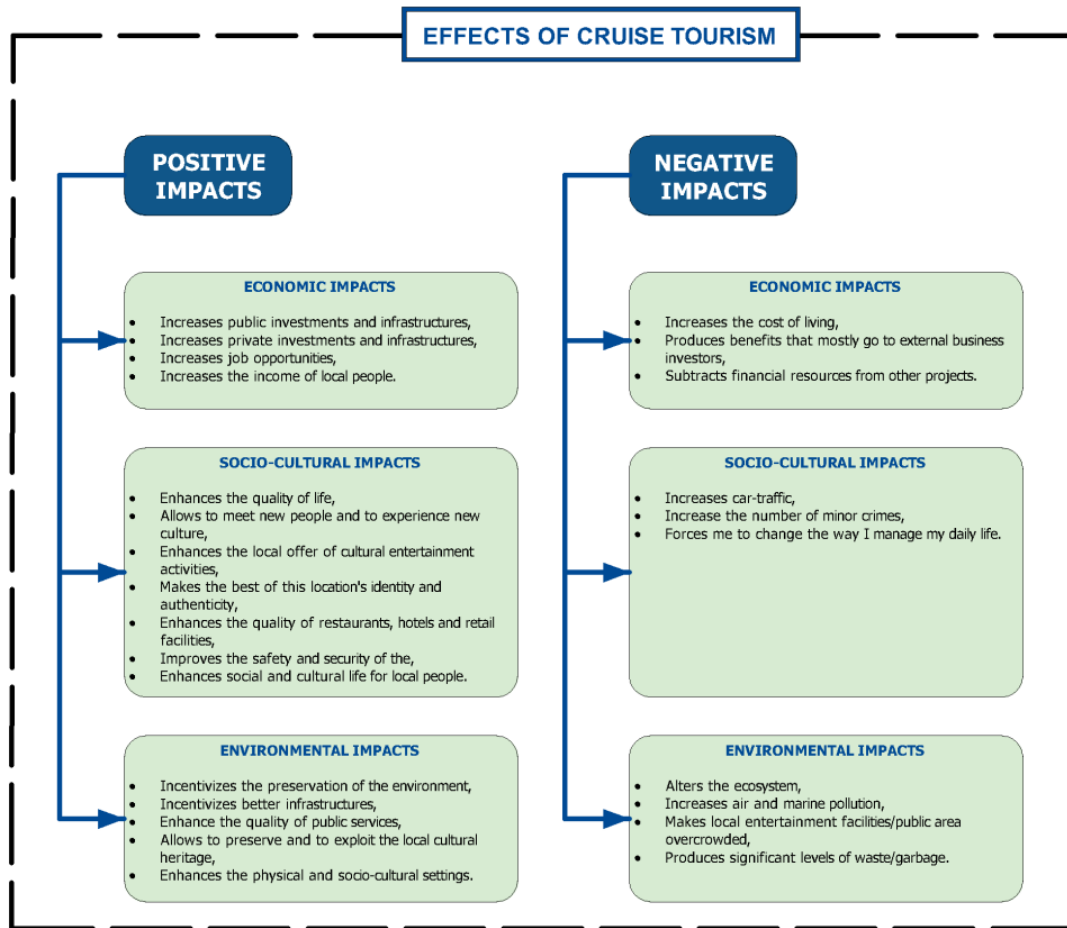 EFFECTS OF CRUISE TOURISM
POSITIVE
IMPACTS
ECONOMIC IMPACTS
• Increases public investments and infrastructures,
• Increases private investments and infrastructures,
• Increases job opportunities,
• Increases the income of local people.
SOCIO-CULTURAL IMPACTS
• Enhances the quality of life,
• Allows to meet new people and to experience new
culture,
• Enhances the local offer of cultural entertainment
activities,
• Makes the best of this location's identity and
authenticity,
• Enhances the quality of restaurants, hotels and retail
facilities,
• Improves the safety and security of the,
• Enhances social and cultural life for local people.
ENVIRONMENTAL IMPACTS
• Incentivizes the preservation of the environment,
• Incentivizes better infrastructures,
• Enhance the quality of public services,
• Allows to preserve and to exploit the local cultural
heritage,
• Enhances the physical and socio-cultural settings.
NEGATIVE
IMPACTS
ECONOMIC IMPACTS
• Increases the cost of living,
• Produces benefits that mostly go to external business
investors,
• Subtracts financial resources from other projects.
SOCIO-CULTURAL IMPACTS
• Increases car-traffic,
• Increase the number of minor crimes,
• Forces me to change the way I manage my daily life.
ENVIRONMENTAL IMPACTS
• Alters the ecosystem,
• Increases air and marine pollution,
• Makes local entertainment facilities/public area
overcrowded,
• Produces significant levels of waste/garbage.